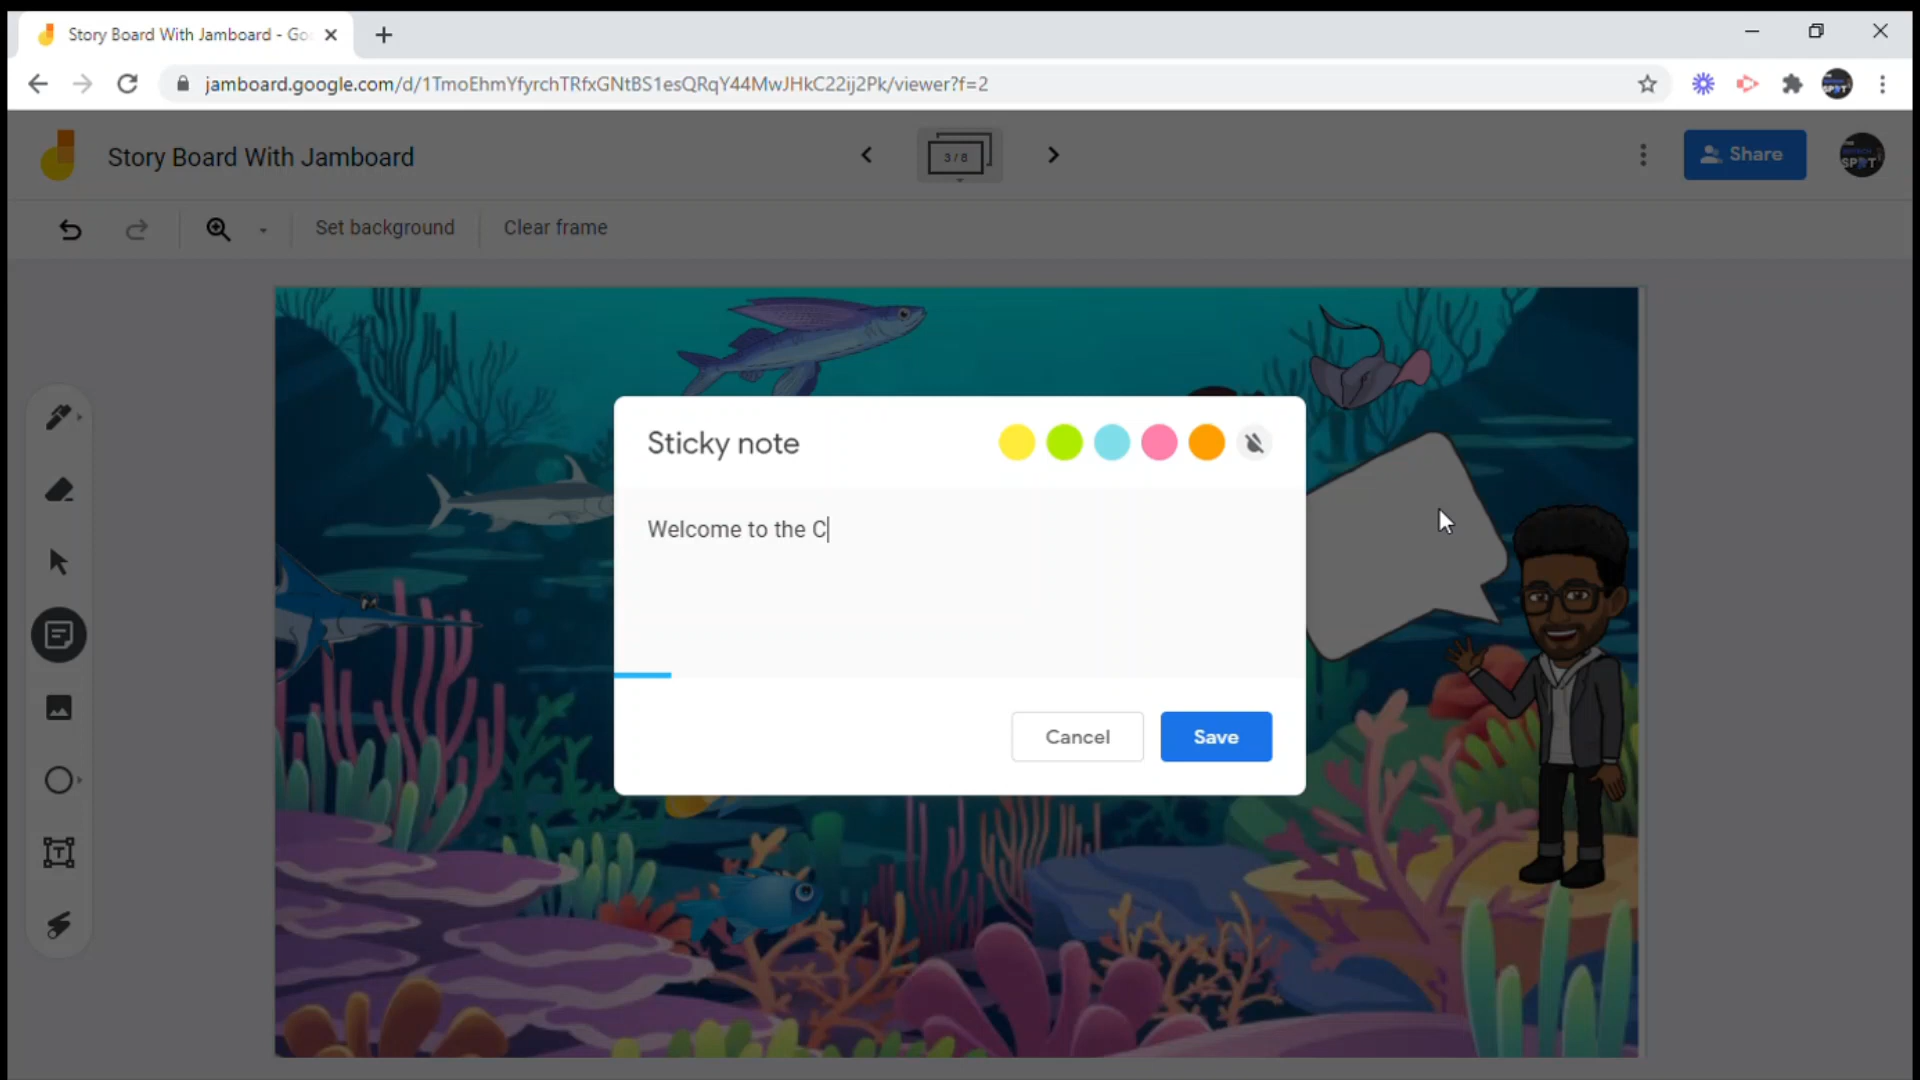 Story Board With Jamboard - Go
jamboard.google.com/d/1TmoEhmYfyrchTRfxGNtBS1esQRqY44MwJHkC22ij2Pk/viewer?f=2
Story Board With Jamboard
3 / 8
Share
SPOT
Set background
Clear frame
Sticky note
Welcome to the C
Cancel
Save